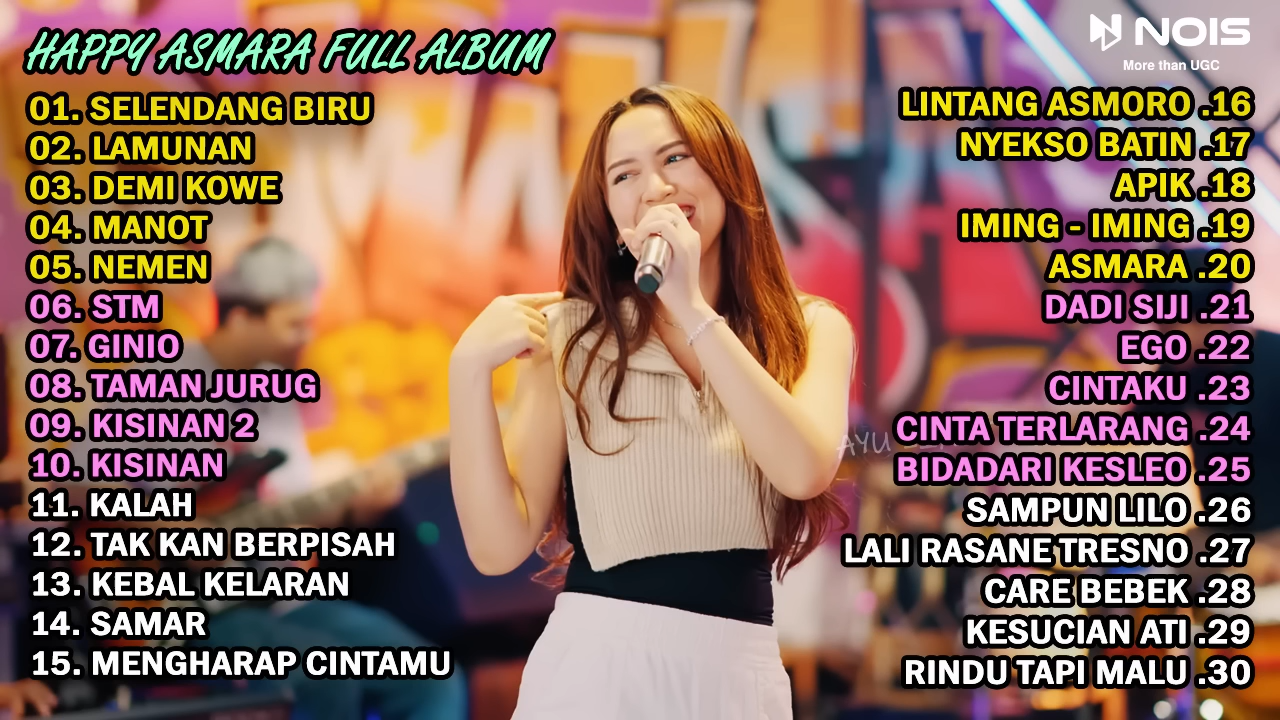 HAPPY ASMARA FULL ALBUM
01. SELENDANG BIRU
02. LAMUNAN
03. DEMI KOWE
04. MANOT
05. NEMEN
06. STM
07. GINIO
08. TAMAN JURUG
09. KISINAN 2
10. KISINAN
11. KALAH
12. TAK KAN BERPISAH
13. KEBAL KELARAN
14. SAMAR
15. MENGHARAP CINTAMU
NOIS
More than UGC
LINTANG ASMORO .16
NYEKSO BATIN .17
APIK .18
IMING - IMING .19
ASMARA .20
DADI SIJI .21
EGO .22
CINTAKU .23
CINTA TERLARANG .24
BIDADARI KESLEO .25
SAMPUN LILO .26
LALI RASANE TRESNO .27
CARE BEBEK .28
KESUCIAN ATI .29
RINDU TAPI MALU .30
AYU